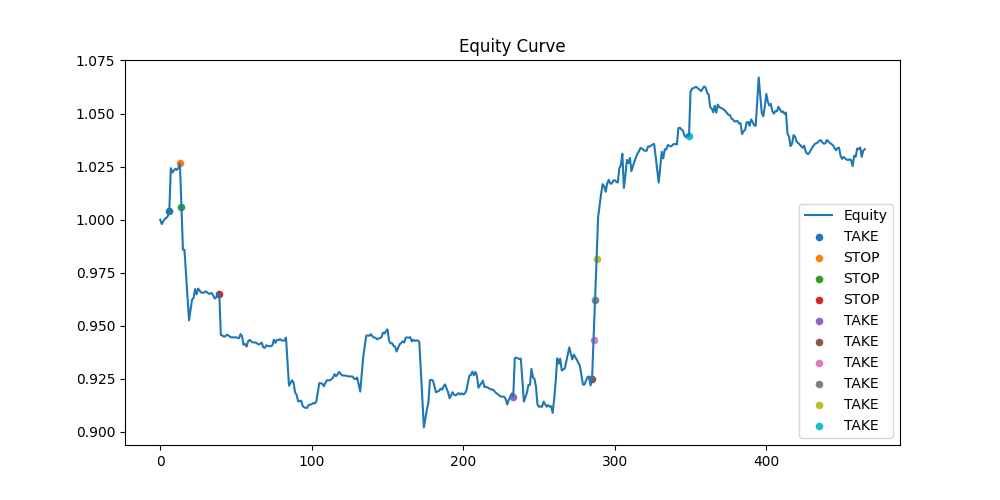 Equity Curve
1.075
1.050
1.025
1.000
0.975
0.950
0.925
0.900
0
100
200
300
400
Equity
TAKE
STOP
STOP
STOP
TAKE
TAKE
TAKE
TAKE
TAKE
TAKE